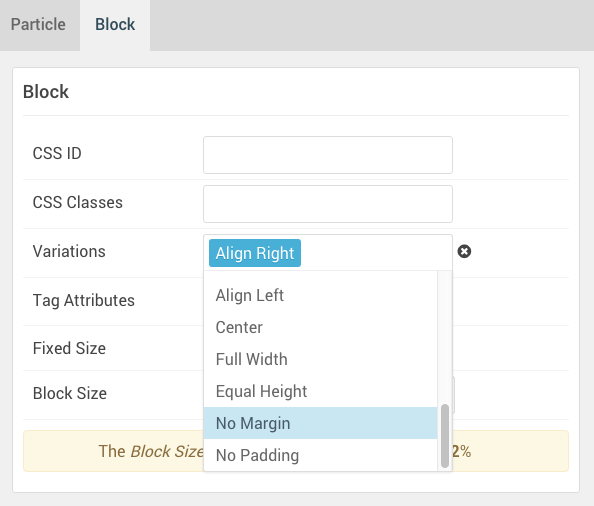 Particle Block
Block
CSS ID
CSS Classes
Variations Align Right
Align Left
Tag Attributes
Center
Fixed Size
Full Width
Block Size
Equal Height
No Margin
The Block Size 2%
No Padding